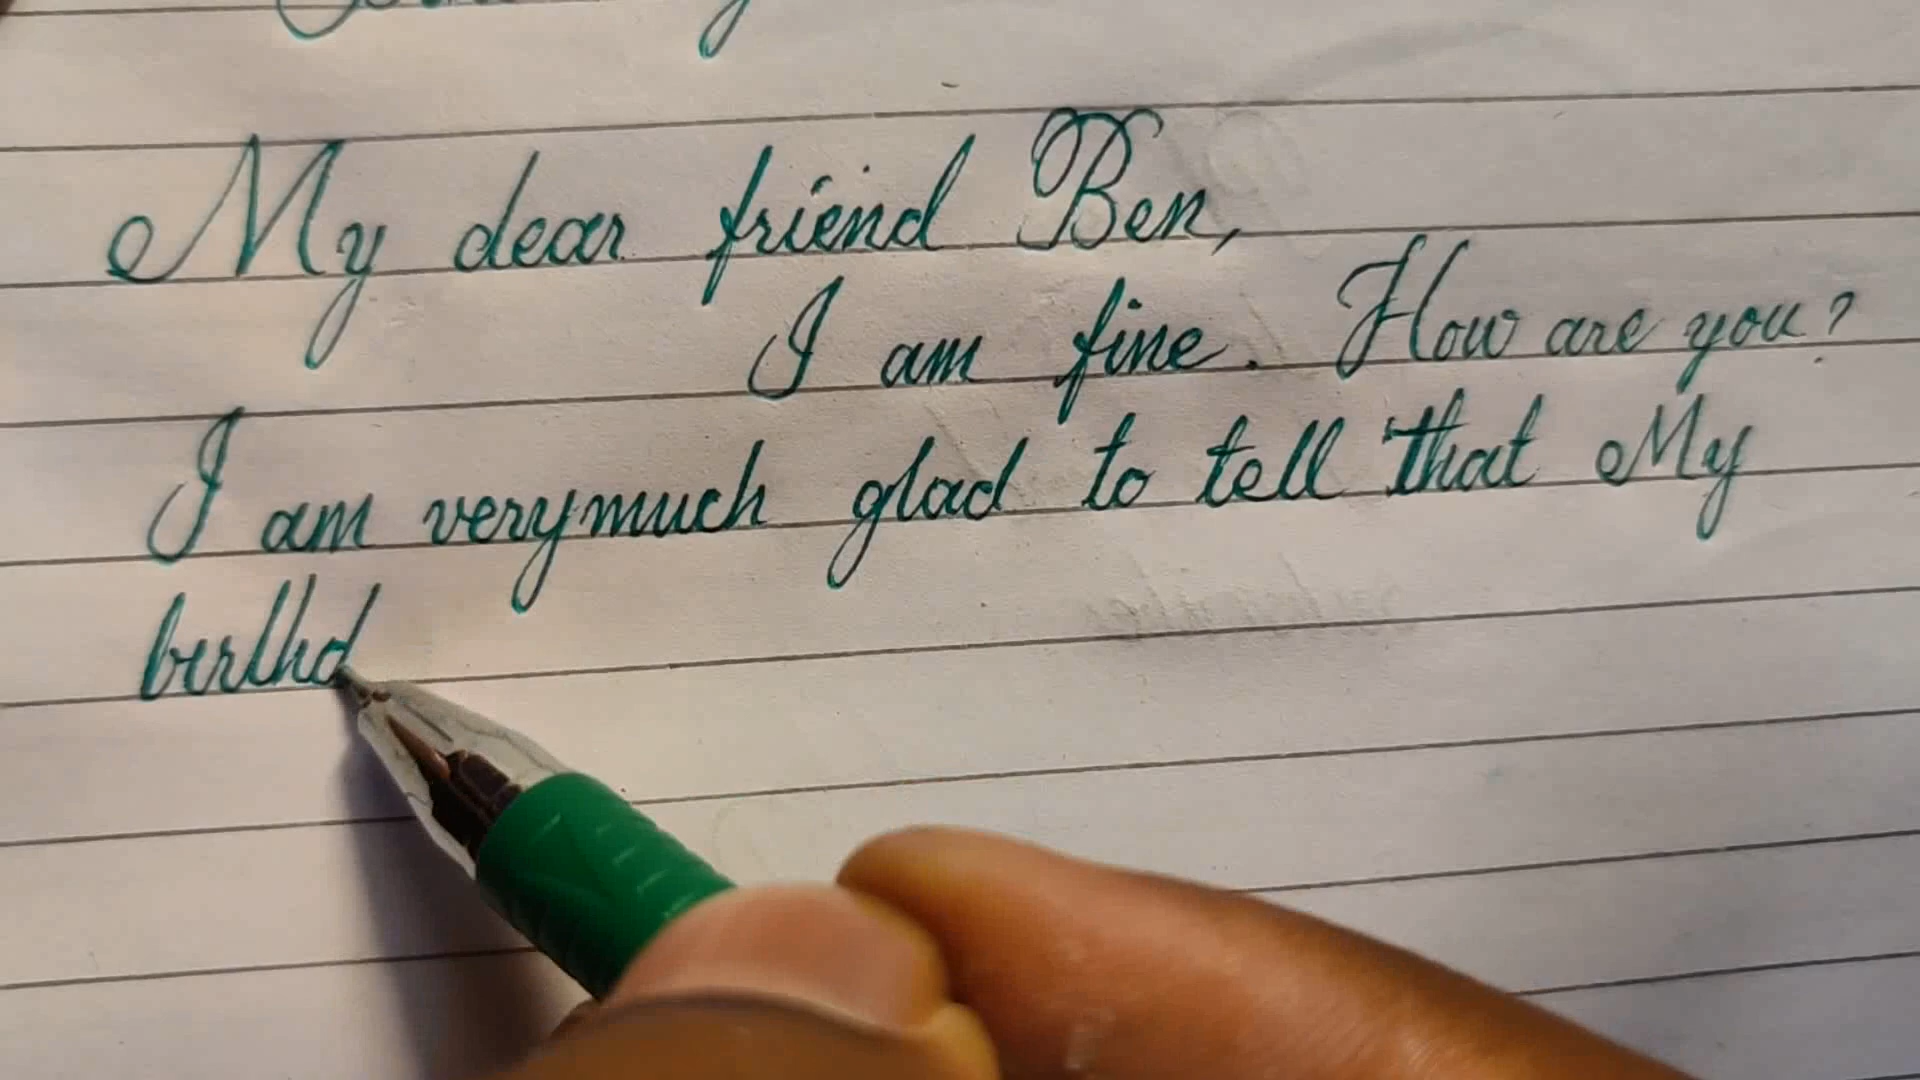 My dear friend Ben,
I am fine. How are you?
I am verymuch glad to tell that My
birthd